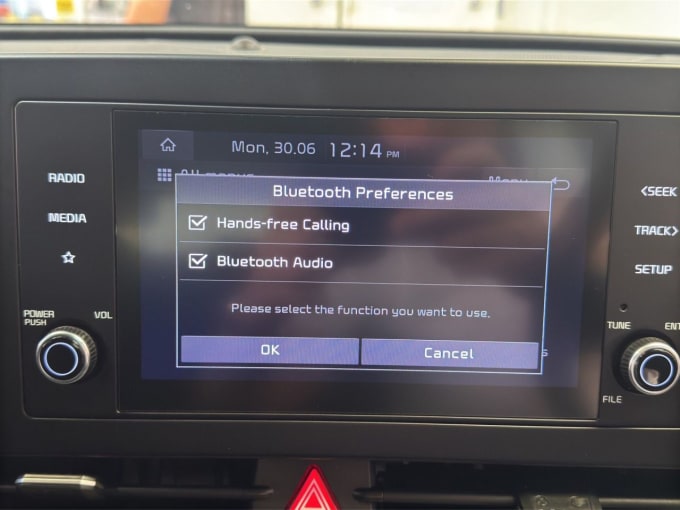 Mon, 30.06 12:14 PM
RADIO
MEDIA
All menus
Menu
Bluetooth Preferences
Hands-free Calling
Bluetooth Audio
Please select the function you want to use.
OK
Cancel
POWER
PUSH
VOL
<SEEK
TRACK>
SETUP
TUNE
ENT
FILE